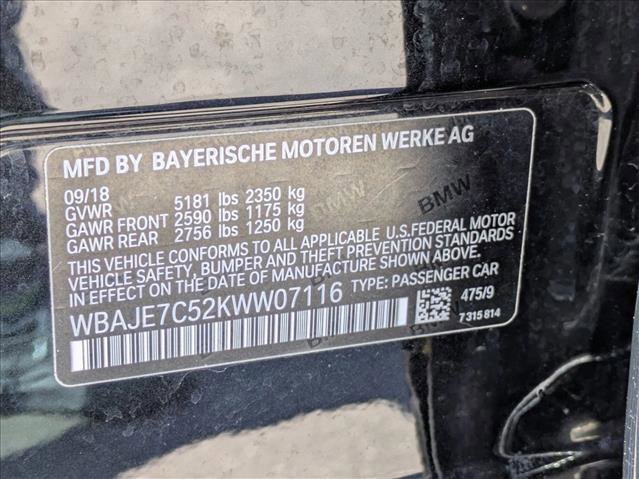 MFD BY BAYERISCHE MOTOREN WERKE AG
09/18
GVWR 5181 lbs 2350 kg
GAWR FRONT 2590 lbs 1175 kg
GAWR REAR 2756 lbs 1250 kg
THIS VEHICLE CONFORMS TO ALL APPLICABLE U.S.FEDERAL MOTOR
VEHICLE SAFETY, BUMPER AND THEFT PREVENTION STANDARDS
IN EFFECT ON THE DATE OF MANUFACTURE SHOWN ABOVE.
WBAJE7C52KWW07116 TYPE: PASSENGER CAR
475/9
7315814
BMW
BMW